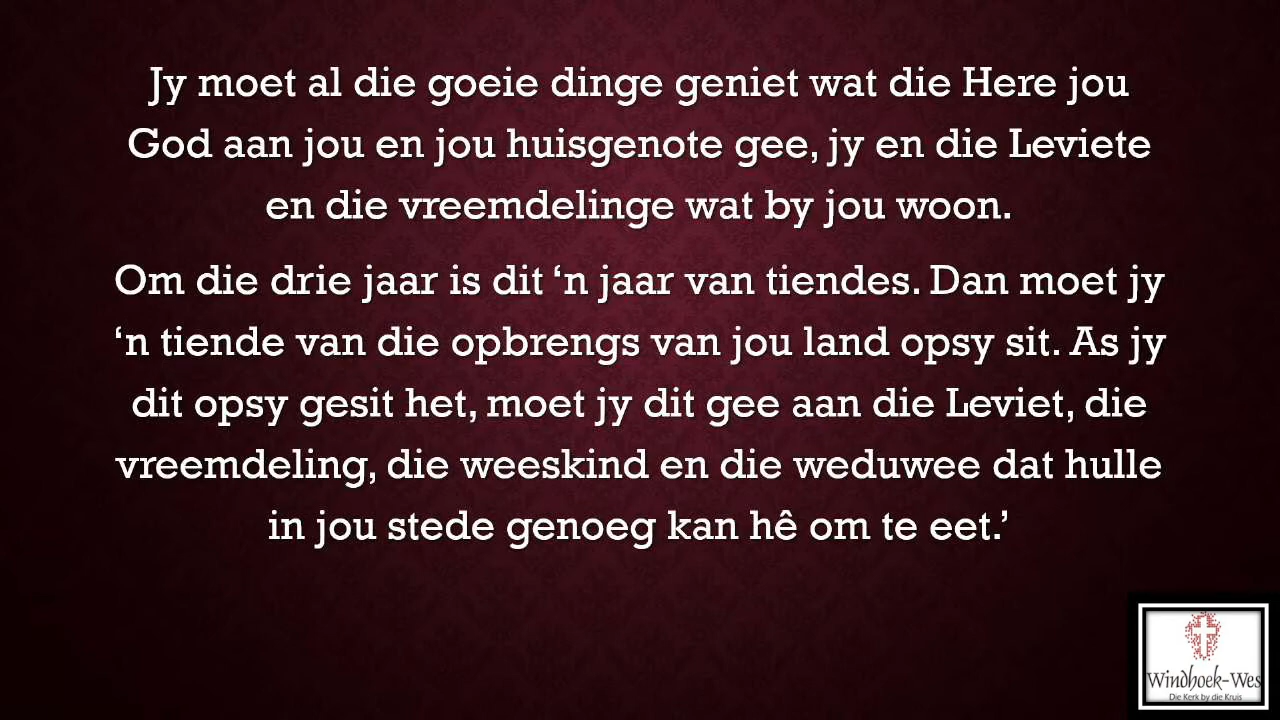 Jy moet al die goeie dinge geniet wat die Here jou
God aan jou en jou huisgenote gee, jy en die Leviete
en die vreemdelinge wat by jou woon.
Om die drie jaar is dit ‘n jaar van tiendes. Dan moet jy
‘n tiende van die opbrengs van jou land opsy sit. As jy
dit opsy gesit het, moet jy dit gee aan die Leviet, die
vreemdeling, die weeskind en die weduwee dat hulle
in jou stede genoeg kan hê om te eet.’
Windhoek-Wes
Die Kerk by die Kruis